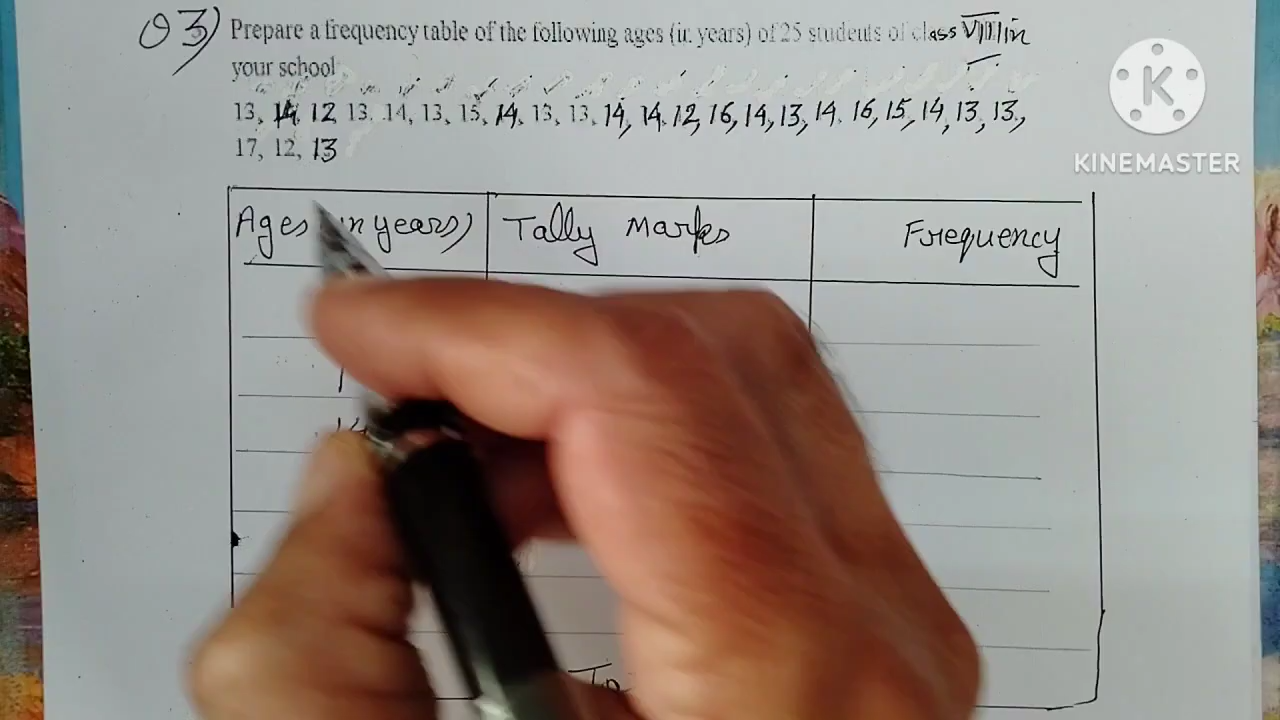 Q3) Prepare a frequency table of the following ages (in years) of 25 students of class VIII in
your school
13, 14, 12 13. 14, 13, 15, 14, 13, 13, 14, 14, 12, 16, 14, 13, 14. 16, 15, 14, 13, 13,
17, 12, 13
K
KINEMASTER
Ages in years) Tally Marks Frequency
14
To